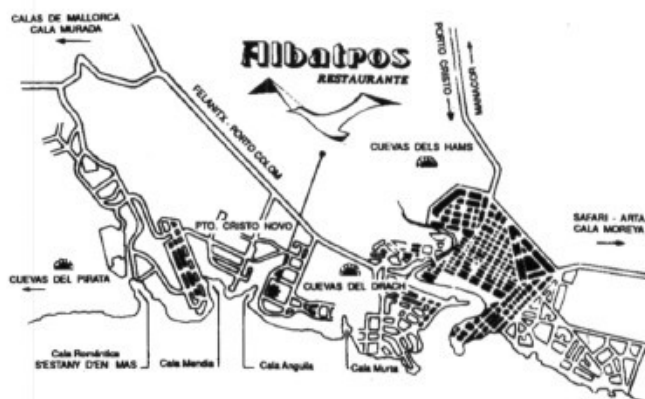 CALAS DE MALLORCA
CALA MURADA
Albatros
RESTAURANTE
PORTO CRISTO
MANACOR
FELANITX - PORTO COLOM
CUEVAS DELS HAMS
PTO. CRISTO NOVO
SAFARI - ARTA
CALA MOREYA
CUEVAS DEL PIRATA
CUEVAS DEL DRACH
Cala Romántica
S'ESTANY D'EN MAS
Cala Mendia
Cala Anguila
Cala Murta